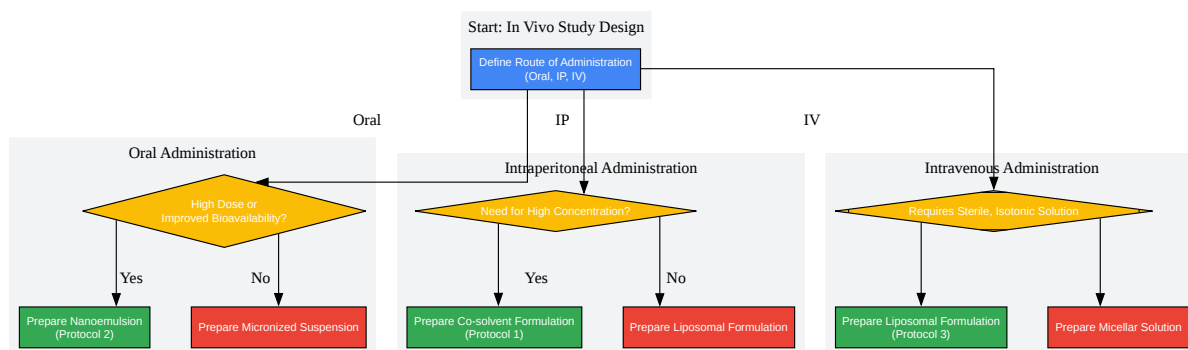 Start: In Vivo Study Design
Define Route of Administration
(Oral, IP, IV)
Oral
IP
IV
Oral Administration
High Dose or
Improved Bioavailability?
Yes
No
Prepare Nanoemulsion
(Protocol 2)
Prepare Micronized Suspension
Intraperitoneal Administration
Need for High Concentration?
Yes
No
Prepare Co-solvent Formulation
(Protocol 1)
Prepare Liposomal Formulation
Intravenous Administration
Requires Sterile, Isotonic Solution
Prepare Liposomal Formulation
(Protocol 3)
Prepare Micellar Solution